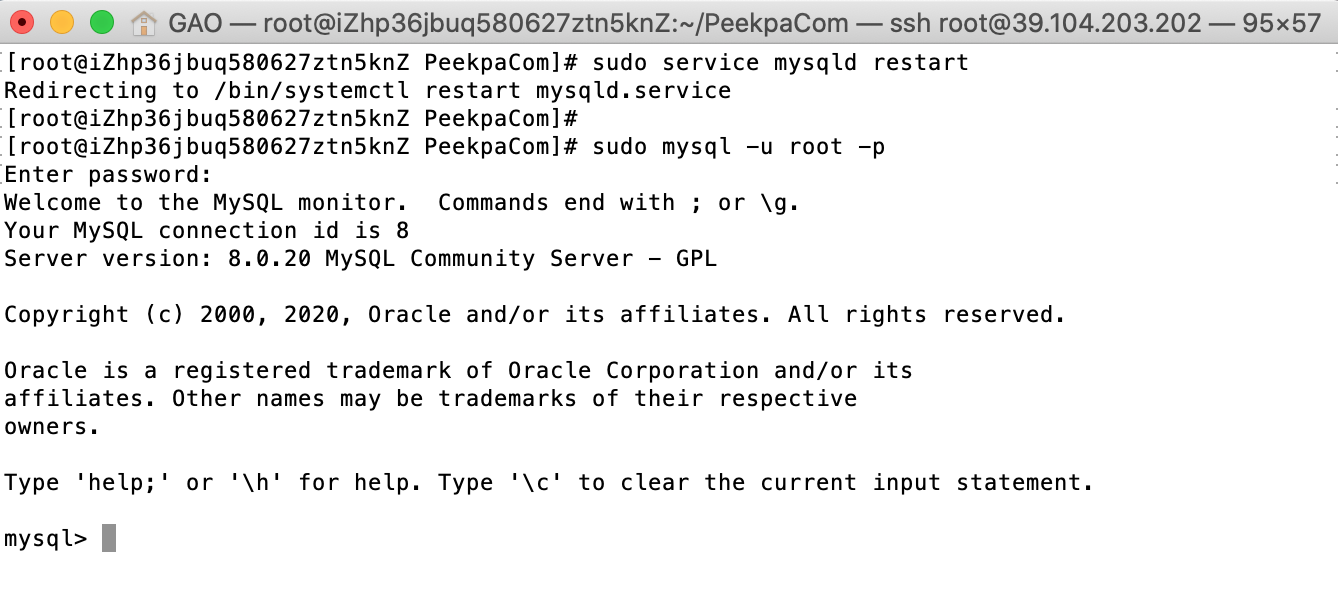 GAO — root@iZhp36jbuq580627ztn5knZ:~/PeekpaCom — ssh root@39.104.203.202 — 95×57
[root@iZhp36jbuq580627ztn5knZ PeekpaCom]# sudo service mysqld restart
Redirecting to /bin/systemctl restart mysqld.service
[root@iZhp36jbuq580627ztn5knZ PeekpaCom]#
[root@iZhp36jbuq580627ztn5knZ PeekpaCom]# sudo mysql -u root -p
Enter password:
Welcome to the MySQL monitor.  Commands end with ; or \g.
Your MySQL connection id is 8
Server version: 8.0.20 MySQL Community Server - GPL
Copyright (c) 2000, 2020, Oracle and/or its affiliates. All rights reserved.
Oracle is a registered trademark of Oracle Corporation and/or its
affiliates. Other names may be trademarks of their respective
owners.
Type 'help;' or '\h' for help. Type '\c' to clear the current input statement.
mysql>